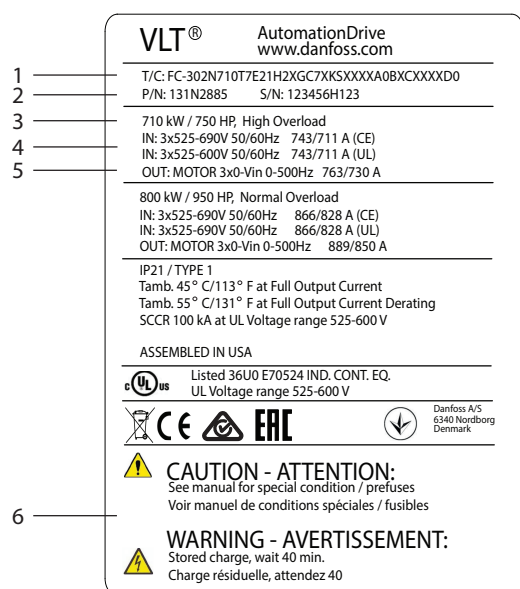 VLT® AutomationDrive
www.danfoss.com
1 T/C: FC-302N710T7E21H2XGC7XKSXXXXA0BXCXXXXD0
2 P/N: 131N2885 S/N: 123456H123
3 710 kW / 750 HP, High Overload
4 IN: 3x525-690V 50/60Hz 743/711 A (CE)
IN: 3x525-600V 50/60Hz 743/711 A (UL)
5 OUT: MOTOR 3x0-Vin 0-500Hz 763/730 A
800 kW / 950 HP, Normal Overload
IN: 3x525-690V 50/60Hz 866/828 A (CE)
IN: 3x525-690V 50/60Hz 866/828 A (UL)
OUT: MOTOR 3x0-Vin 0-500Hz 889/850 A
IP21 / TYPE 1
Tamb. 45° C/113° F at Full Output Current
Tamb. 55° C/131° F at Full Output Current Derating
SCCR 100 kA at UL Voltage range 525-600 V
ASSEMBLED IN USA
c UL us Listed 36U0 E70524 IND. CONT. EQ.
UL Voltage range 525-600 V
CE EAC
Danfoss A/S
6340 Nordborg
Denmark
CAUTION - ATTENTION:
See manual for special condition / prefuses
Voir manuel de conditions spéciales / fusibles
6
WARNING - AVERTISSEMENT:
Stored charge, wait 40 min.
Charge résiduelle, attendez 40